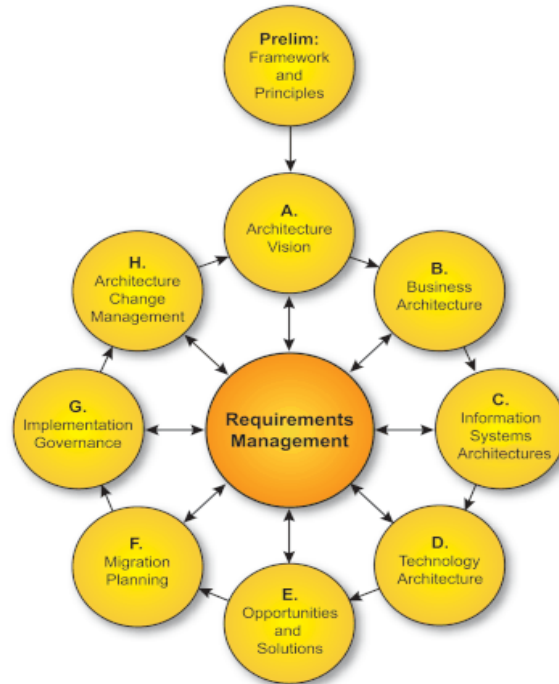 Prelim:
Framework
and
Principles
A.
Architecture
Vision
B.
Business
Architecture
C.
Information
Systems
Architectures
D.
Technology
Architecture
E.
Opportunities
and
Solutions
F.
Migration
Planning
G.
Implementation
Governance
H.
Architecture
Change
Management
Requirements
Management